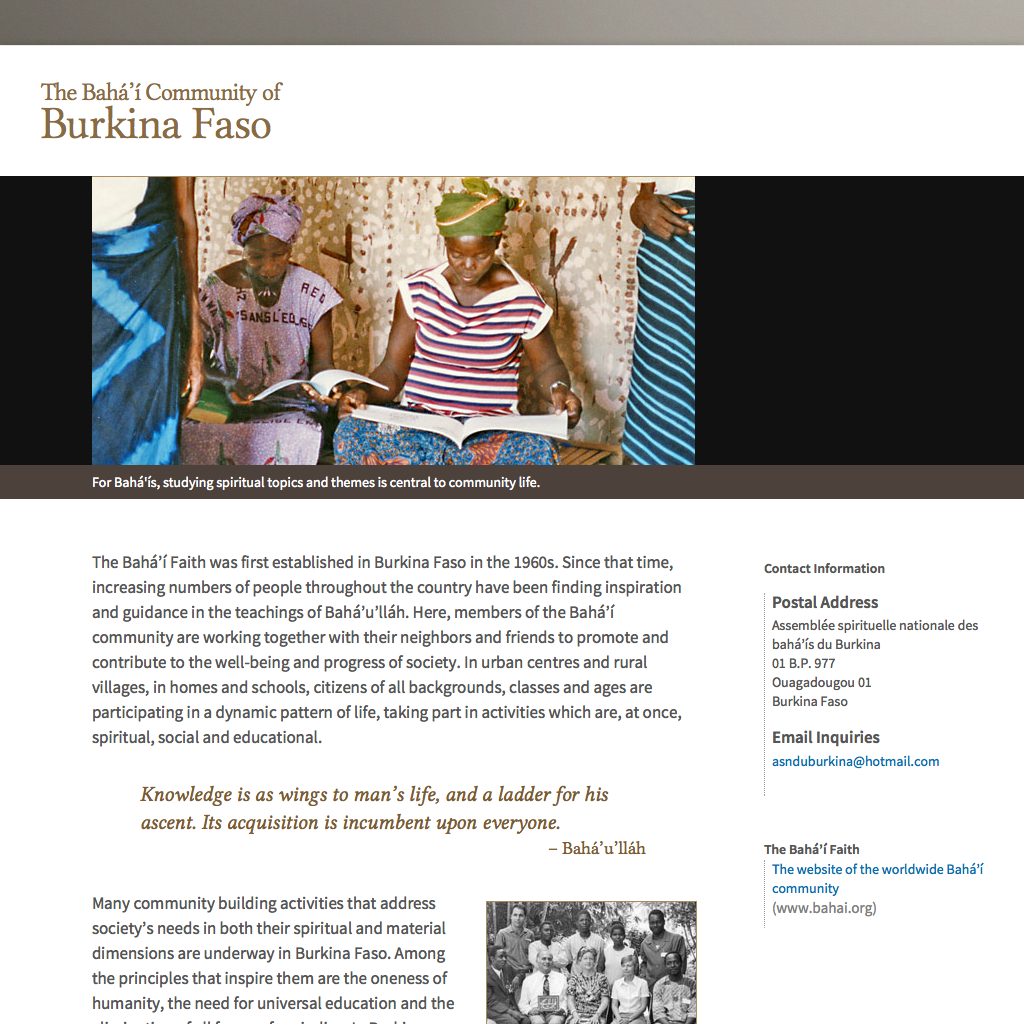 The Bahá’í Community of
Burkina Faso
For Bahá’ís, studying spiritual topics and themes is central to community life.
The Bahá’í Faith was first established in Burkina Faso in the 1960s. Since that time,
increasing numbers of people throughout the country have been finding inspiration
and guidance in the teachings of Bahá’u’lláh. Here, members of the Bahá’í
community are working together with their neighbors and friends to promote and
contribute to the well-being and progress of society. In urban centres and rural
villages, in homes and schools, citizens of all backgrounds, classes and ages are
participating in a dynamic pattern of life, taking part in activities which are, at once,
spiritual, social and educational.
Knowledge is as wings to man’s life, and a ladder for his
ascent. Its acquisition is incumbent upon everyone.
– Bahá’u’lláh
Many community building activities that address
society’s needs in both their spiritual and material
dimensions are underway in Burkina Faso. Among
the principles that inspire them are the oneness of
humanity, the need for universal education and the
Contact Information
Postal Address
Assemblée spirituelle nationale des
bahá’ís du Burkina
01 B.P. 977
Ouagadougou 01
Burkina Faso
Email Inquiries
asnduburkina@hotmail.com
The Bahá’í Faith
The website of the worldwide Bahá’í
community
(www.bahai.org)